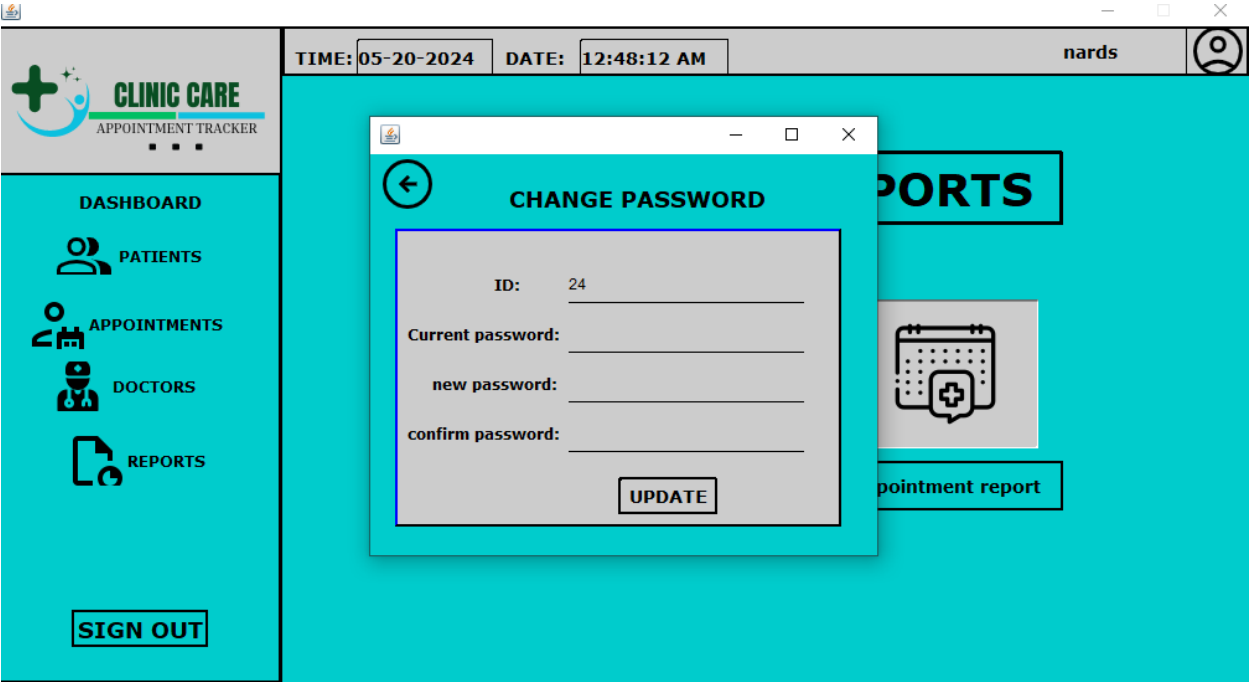 TIME: 05-20-2024 DATE: 12:48:12 AM nards
CLINIC CARE
APPOINTMENT TRACKER
DASHBOARD
PATIENTS
APPOINTMENTS
DOCTORS
REPORTS
SIGN OUT
CHANGE PASSWORD
ID: 24
Current password:
new password:
confirm password:
UPDATE
PORTS
pointment report